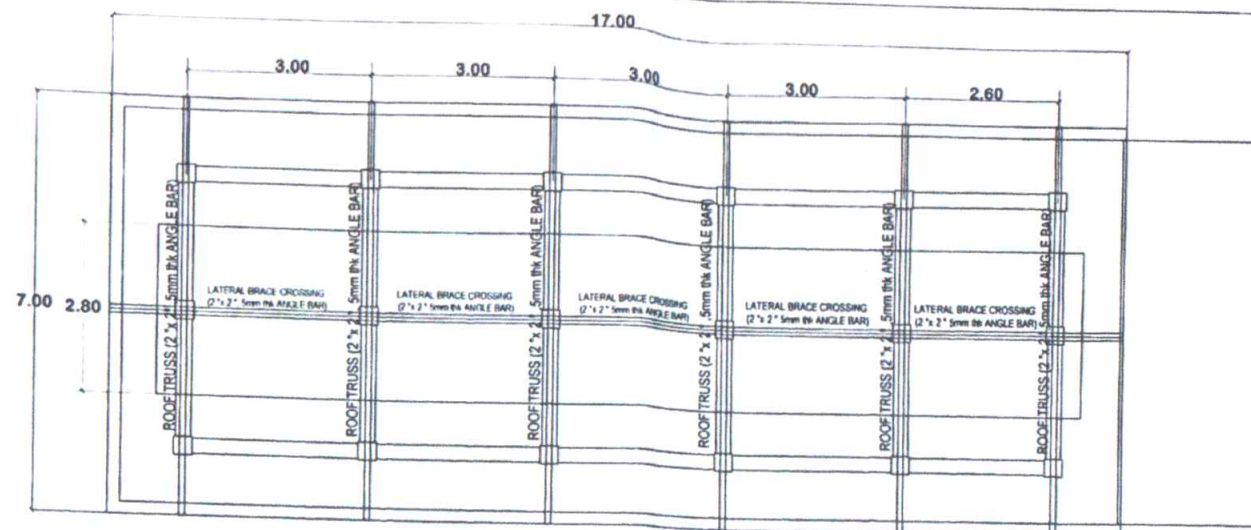 17.00
3.00
3.00
3.00
3.00
2.60
7.00
2.80
ROOF TRUSS (2 "x 2" ,5mm thk ANGLE BAR)
ROOF TRUSS (2 "x 2" ,5mm thk ANGLE BAR)
ROOF TRUSS (2 "x 2" ,5mm thk ANGLE BAR)
ROOF TRUSS (2 "x 2" ,5mm thk ANGLE BAR)
ROOF TRUSS (2 "x 2" ,5mm thk ANGLE BAR)
ROOF TRUSS (2 "x 2" ,5mm thk ANGLE BAR)
LATERAL BRACE CROSSING
(2 "x 2" 5mm thk ANGLE BAR)
LATERAL BRACE CROSSING
(2 "x 2" 5mm thk ANGLE BAR)
LATERAL BRACE CROSSING
(2 "x 2" 5mm thk ANGLE BAR)
LATERAL BRACE CROSSING
(2 "x 2" 5mm thk ANGLE BAR)
LATERAL BRACE CROSSING
(2 "x 2" 5mm thk ANGLE BAR)